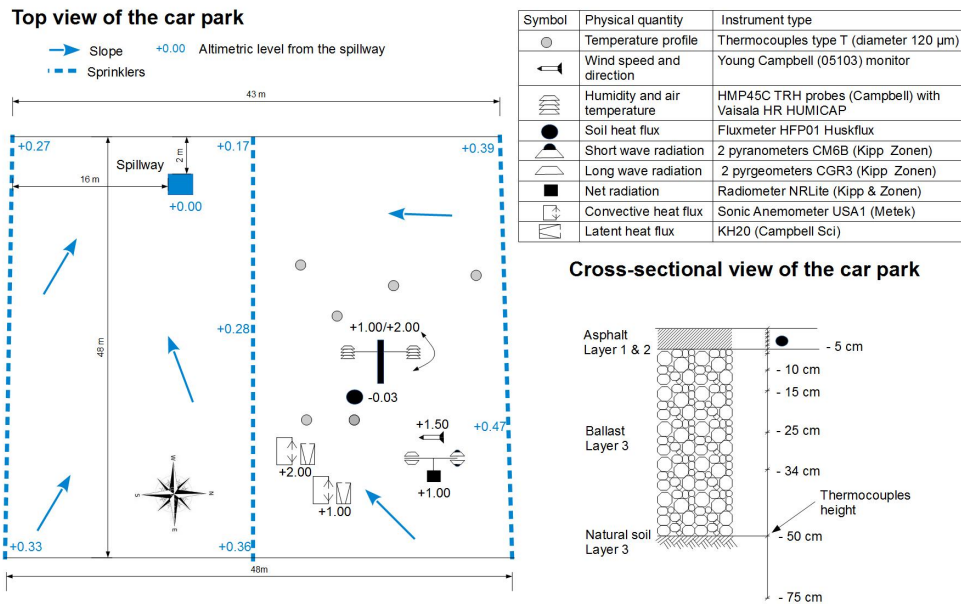 Top view of the car park
Slope
+0.00 Altimetric level from the spillway
Sprinklers
43 m
+0.27
+0.17
+0.39
Spillway
2 m
16 m
+0.00
48 m
+0.28
+1.00/+2.00
-0.03
+1.50
+0.47
+2.00
+1.00
+1.00
W
N
S
E
+0.33
+0.36
48m
Symbol Physical quantity Instrument type
Temperature profile Thermocouples type T (diameter 120 µm)
Wind speed and direction Young Campbell (05103) monitor
Humidity and air temperature HMP45C TRH probes (Campbell) with Vaisala HR HUMICAP
Soil heat flux Fluxmeter HFP01 Huskflux
Short wave radiation 2 pyranometers CM6B (Kipp Zonen)
Long wave radiation 2 pyrgeometers CGR3 (Kipp Zonen)
Net radiation Radiometer NRLite (Kipp & Zonen)
Convective heat flux Sonic Anemometer USA1 (Metek)
Latent heat flux KH20 (Campbell Sci)
Cross-sectional view of the car park
Asphalt
Layer 1 & 2
- 5 cm
- 10 cm
- 15 cm
Ballast
Layer 3
- 25 cm
- 34 cm
Thermocouples
height
Natural soil
Layer 3
- 50 cm
- 75 cm